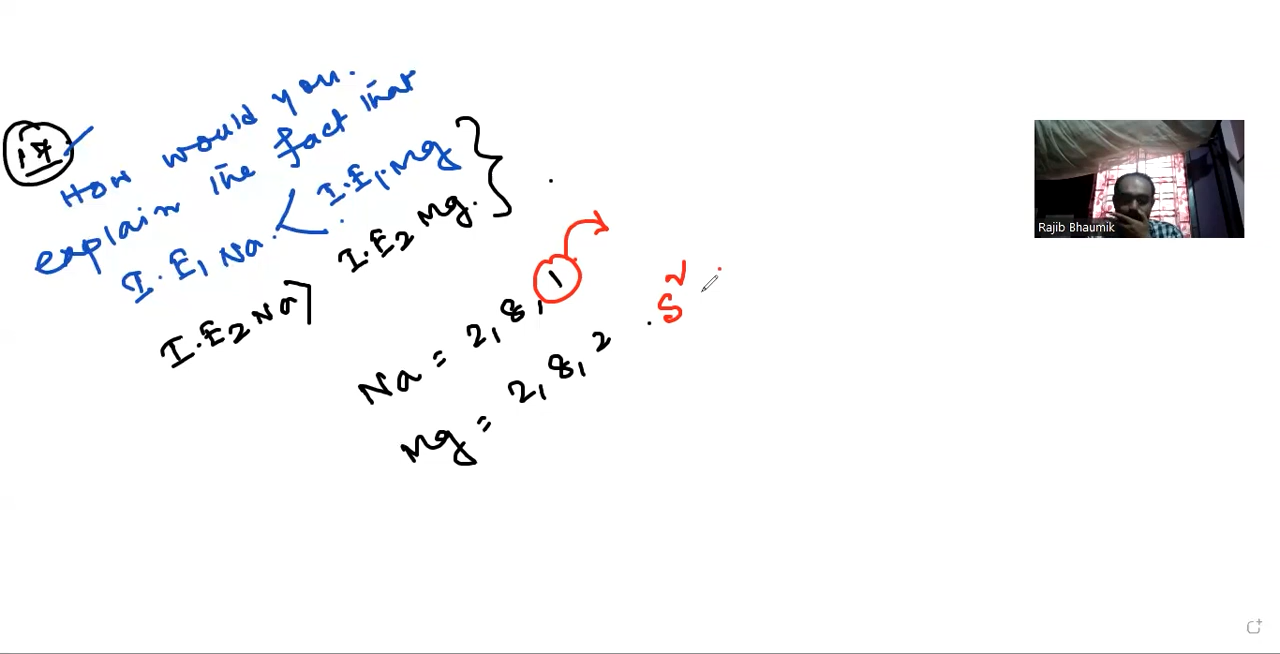 17
How would you.
explain the fact that
I.E₁ Na. < I.E₁. Mg
I.E₂ Na > I.E₂ Mg.
Na = 2, 8, 1
Mg = 2, 8, 2 . S²
Rajib Bhaumik